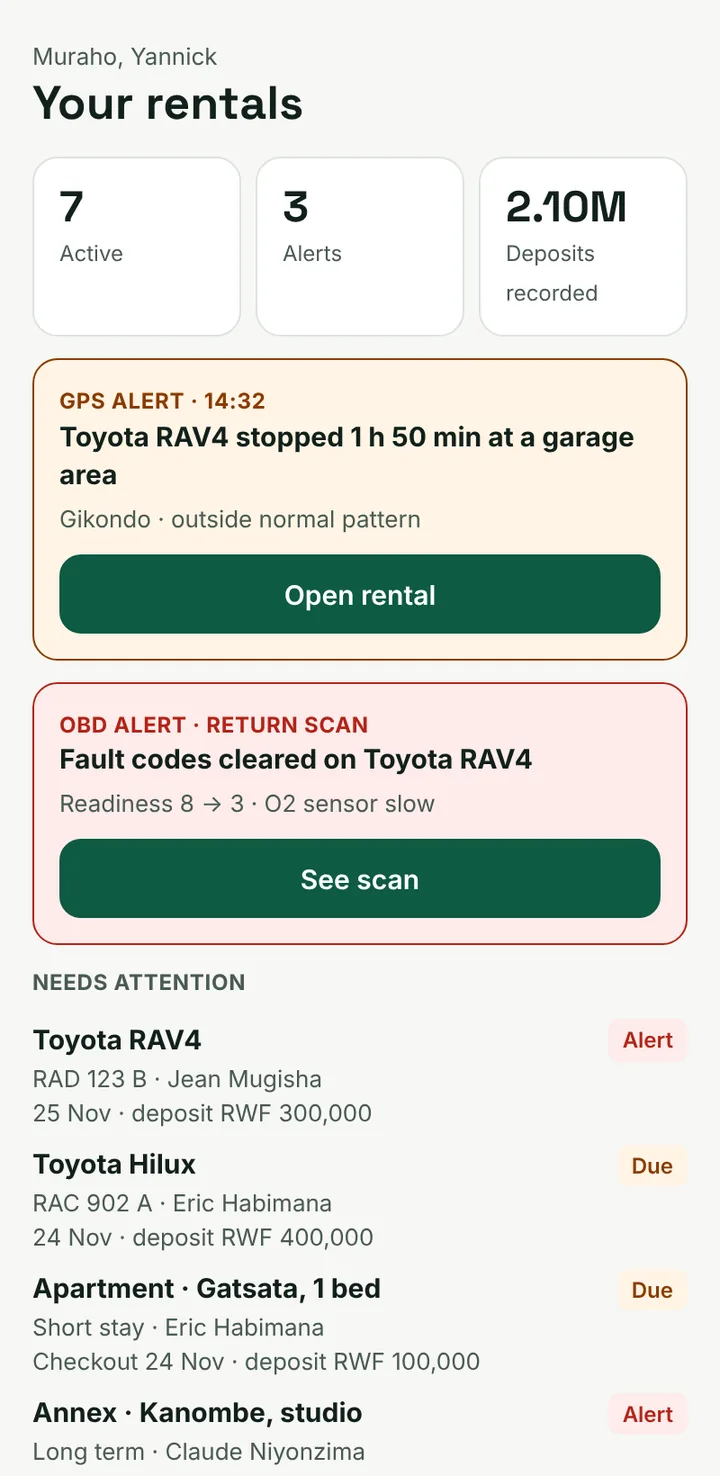 Muraho, Yannick
Your rentals
7
Active
3
Alerts
2.10M
Deposits
recorded
GPS ALERT · 14:32
Toyota RAV4 stopped 1 h 50 min at a garage
area
Gikondo · outside normal pattern
Open rental
OBD ALERT · RETURN SCAN
Fault codes cleared on Toyota RAV4
Readiness 8 → 3 · O2 sensor slow
See scan
NEEDS ATTENTION
Toyota RAV4
Alert
RAD 123 B · Jean Mugisha
25 Nov · deposit RWF 300,000
Toyota Hilux
Due
RAC 902 A · Eric Habimana
24 Nov · deposit RWF 400,000
Apartment · Gatsata, 1 bed
Due
Short stay · Eric Habimana
Checkout 24 Nov · deposit RWF 100,000
Annex · Kanombe, studio
Alert
Long term · Claude Niyonzima